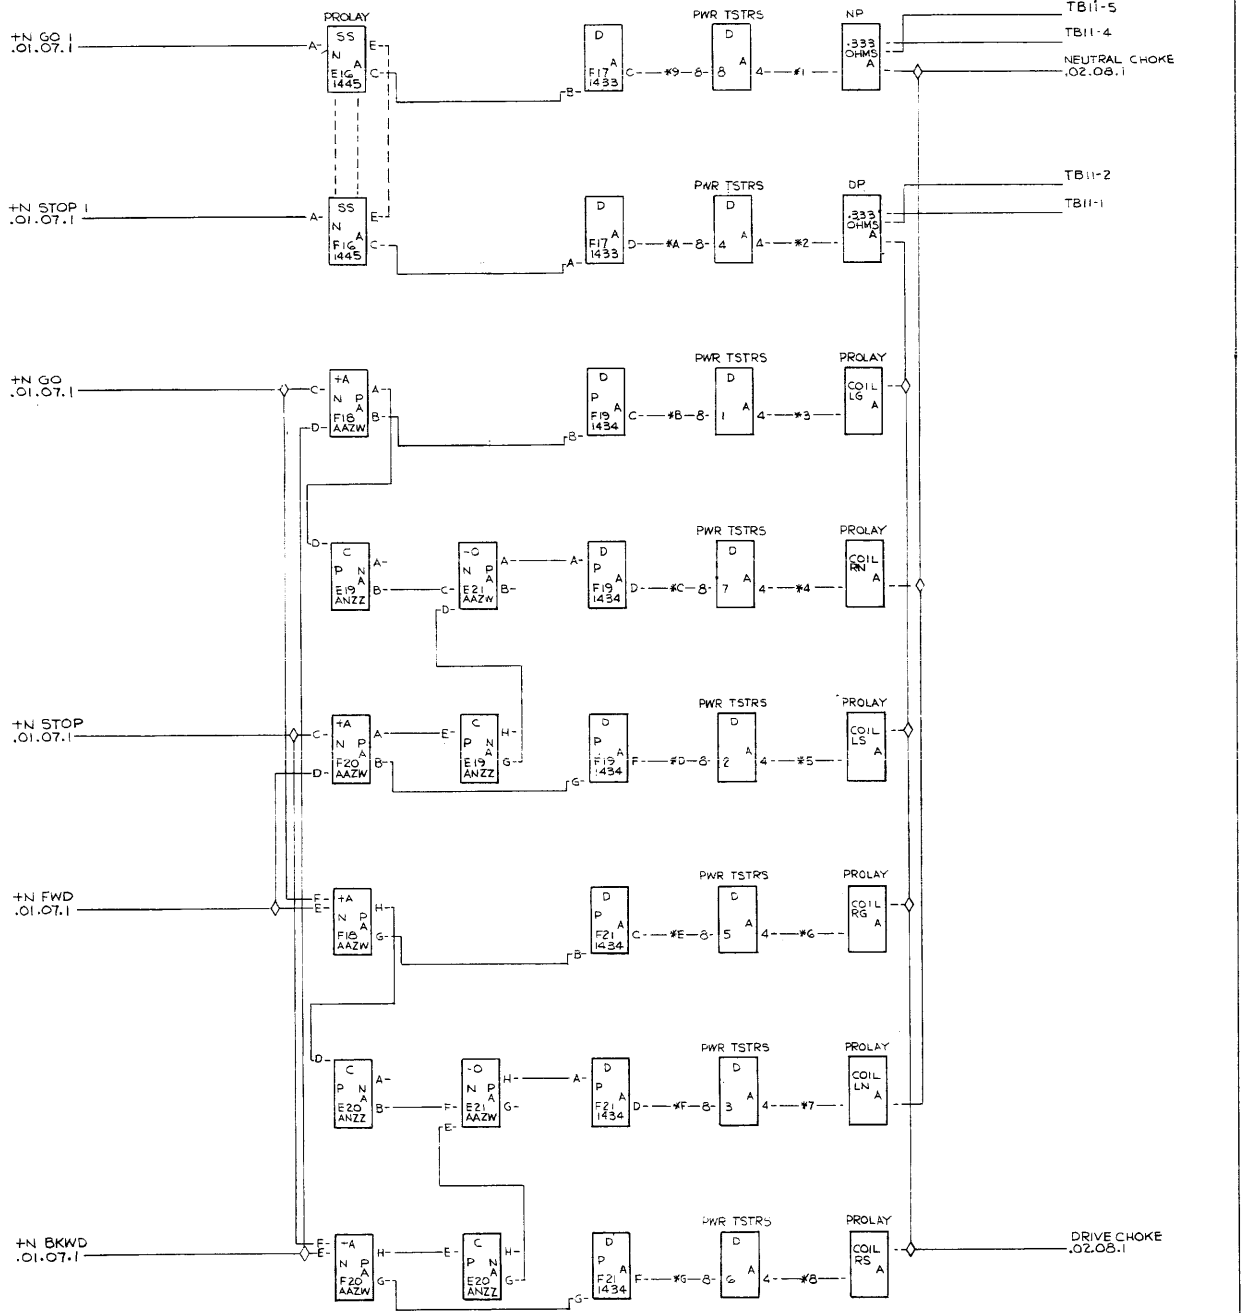 PROLAY
PWR TSTRS
NP
TB11-5
+N GO 1
.01.07.1
A- SS E-
N A C
E16
1445
B- D
A
F17 C
1433
*9 8- D
A
8 4 *1
.333
OHMS
A
TB11-4
NEUTRAL CHOKE
.02.08.1
PWR TSTRS
DP
TB11-2
+N STOP 1
.01.07.1
A- SS E-
N A C-
F16
1445
A- D
A D
F17
1433
*A 8- D
A
4 4 *2
.333
OHMS
A
TB11-1
PWR TSTRS
PROLAY
+N GO
.01.07.1
C- +A A-
N P
A B-
D- F18
AAZW
B- D
P A C
F19
1434
*B 8- D
A
1 4 *3
COIL
LG
A
PWR TSTRS
PROLAY
D- C A-
P N
A
E19 B
ANZZ
C- -O A
N P
A
E21 B-
AAZW
D-
A- D
P A
F19 D
1434
*C 8- D
A
7 4 *4
COIL
RN
A
PWR TSTRS
PROLAY
+N STOP
.01.07.1
C- +A A
N P
A
F20 B
D- AAZW
E- C H-
P N
A
E19 G
ANZZ
G- D
P A
F19 F
1434
*D 8- D
A
2 4 *5
COIL
LS
A
PWR TSTRS
PROLAY
+N FWD
.01.07.1
F- +A H-
E- N P
A G-
F18
AAZW
B- D
P A
F21 C
1434
*E 8- D
A
5 4 *6
COIL
RG
A
PWR TSTRS
PROLAY
D- C A-
P N
A
E20 B
ANZZ
F- -O H
N P
A
E21 G-
AAZW
E-
A- D
P A
F21 D
1434
*F 8- D
A
3 4 *7
COIL
LN
A
PWR TSTRS
PROLAY
+N BKWD
.01.07.1
F- +A H
E- N P
A
F20 G
AAZW
E- C H-
P N
A
E20 G
ANZZ
G- D
P A
F21 F
1434
*G 8- D
A
6 4 *8
COIL
RS
A
DRIVE CHOKE
.02.08.1